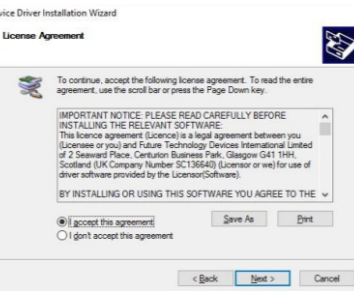 vice Driver Installation Wizard
License Agreement
To continue, accept the following license agreement. To read the entire
agreement, use the scroll bar or press the Page Down key.
IMPORTANT NOTICE: PLEASE READ CAREFULLY BEFORE
INSTALLING THE RELEVANT SOFTWARE:
This licence agreement (Licence) is a legal agreement between you
(Licensee or you) and Future Technology Devices International Limited
of 2 Seaward Place, Centurion Business Park, Glasgow G41 1HH,
Scotland (UK Company Number SC136640) (Licensor or we) for use of
driver software provided by the Licensor(Software).
BY INSTALLING OR USING THIS SOFTWARE YOU AGREE TO THE
I accept this agreement
Save As
Print
I don't accept this agreement
< Back
Next >
Cancel